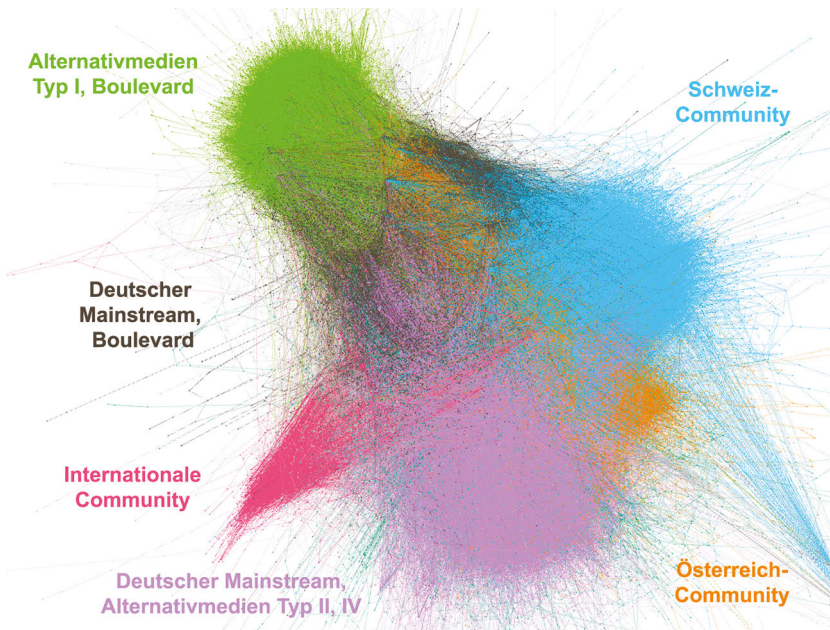 Alternativmedien
Typ I, Boulevard
Schweiz-
Community
Deutscher
Mainstream,
Boulevard
Internationale
Community
Deutscher Mainstream,
Alternativmedien Typ II, IV
Österreich-
Community